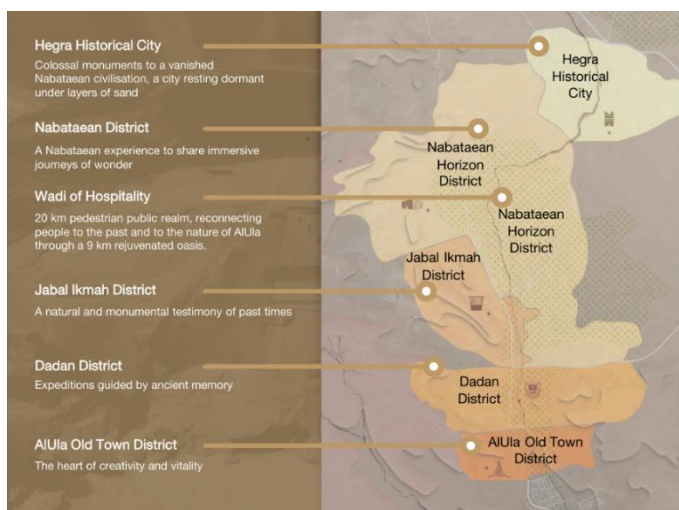 Hegra Historical City
Colossal monuments to a vanished
Nabataean civilisation, a city resting dormant
under layers of sand
Nabataean District
A Nabataean experience to share immersive
journeys of wonder
Wadi of Hospitality
20 km pedestrian public realm, reconnecting
people to the past and to the nature of AlUla
through a 9 km rejuvenated oasis.
Jabal Ikmah District
A natural and monumental testimony of past times
Dadan District
Expeditions guided by ancient memory
AlUla Old Town District
The heart of creativity and vitality
Hegra
Historical
City
Nabataean
Horizon
District
Nabataean
Horizon
District
Jabal Ikmah
District
Dadan
District
AlUla Old Town
District